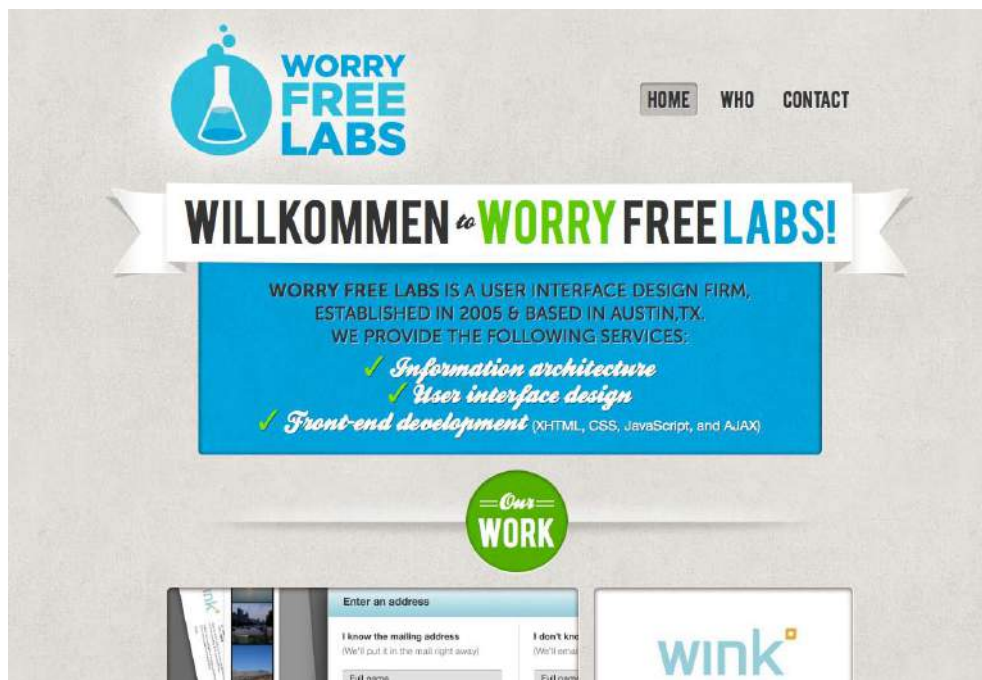 WORRY
FREE
LABS
HOME WHO CONTACT
WILLKOMMEN to WORRY FREE LABS!
WORRY FREE LABS IS A USER INTERFACE DESIGN FIRM,
ESTABLISHED IN 2005 & BASED IN AUSTIN,TX.
WE PROVIDE THE FOLLOWING SERVICES:
✓ Information architecture
✓ User interface design
✓ Front-end development (XHTML, CSS, JavaScript, and AJAX)
Our
WORK
wink
Enter an address
I know the mailing address
(We'll put it in the mail right away)
Full name
I don't kno
(We'll emai
Full name
wink